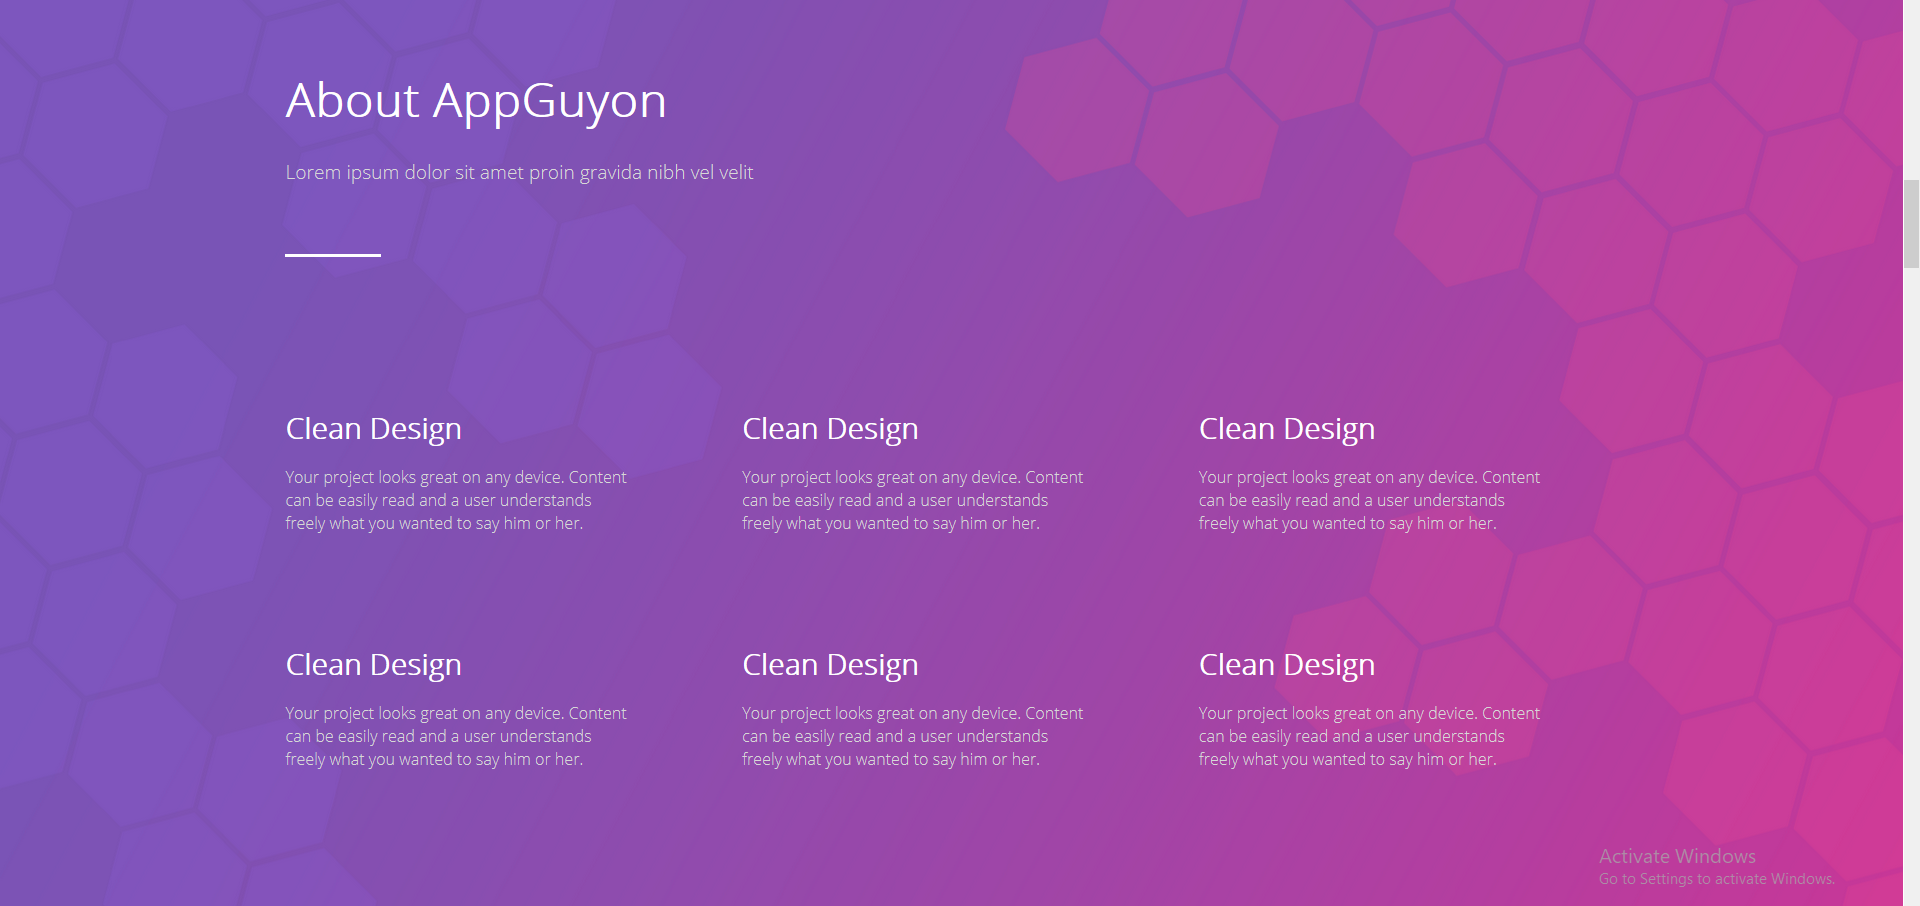 About AppGuyon
Lorem ipsum dolor sit amet proin gravida nibh vel velit
Clean Design
Your project looks great on any device. Content
can be easily read and a user understands
freely what you wanted to say him or her.
Clean Design
Your project looks great on any device. Content
can be easily read and a user understands
freely what you wanted to say him or her.
Clean Design
Your project looks great on any device. Content
can be easily read and a user understands
freely what you wanted to say him or her.
Clean Design
Your project looks great on any device. Content
can be easily read and a user understands
freely what you wanted to say him or her.
Clean Design
Your project looks great on any device. Content
can be easily read and a user understands
freely what you wanted to say him or her.
Clean Design
Your project looks great on any device. Content
can be easily read and a user understands
freely what you wanted to say him or her.
Activate Windows
Go to Settings to activate Windows.